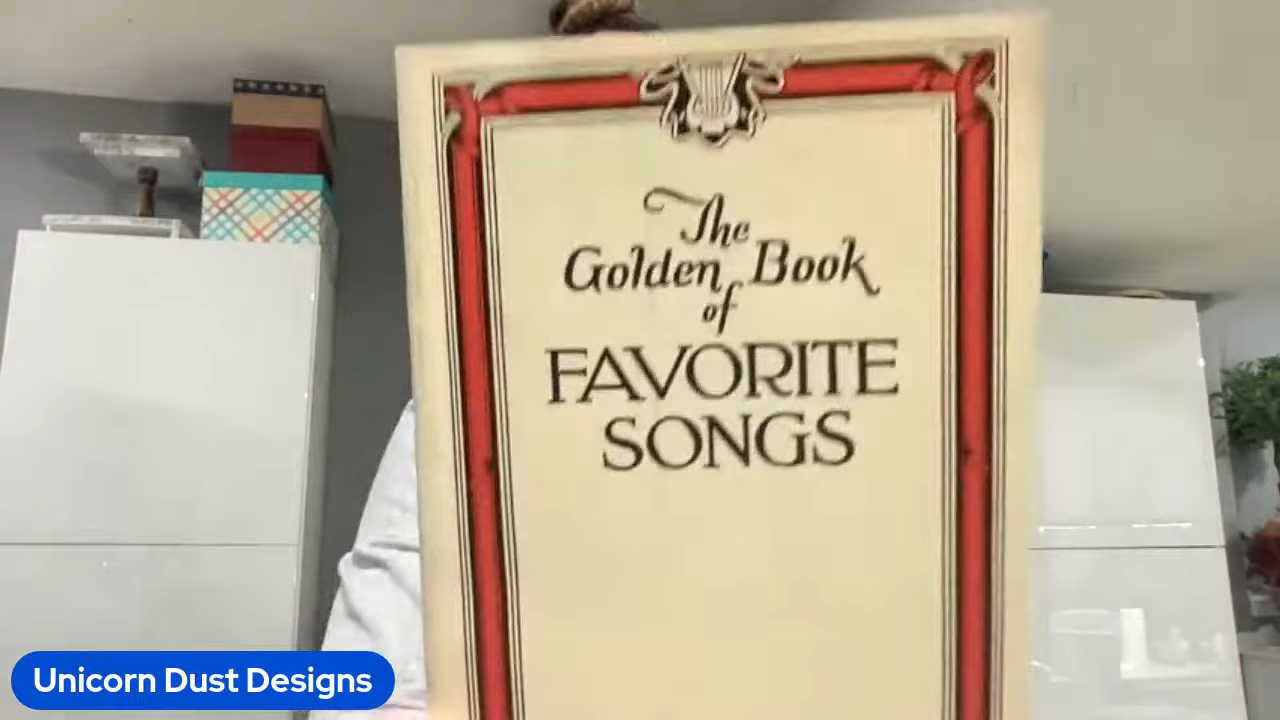 The
Golden Book
of
FAVORITE
SONGS
Unicorn Dust Designs